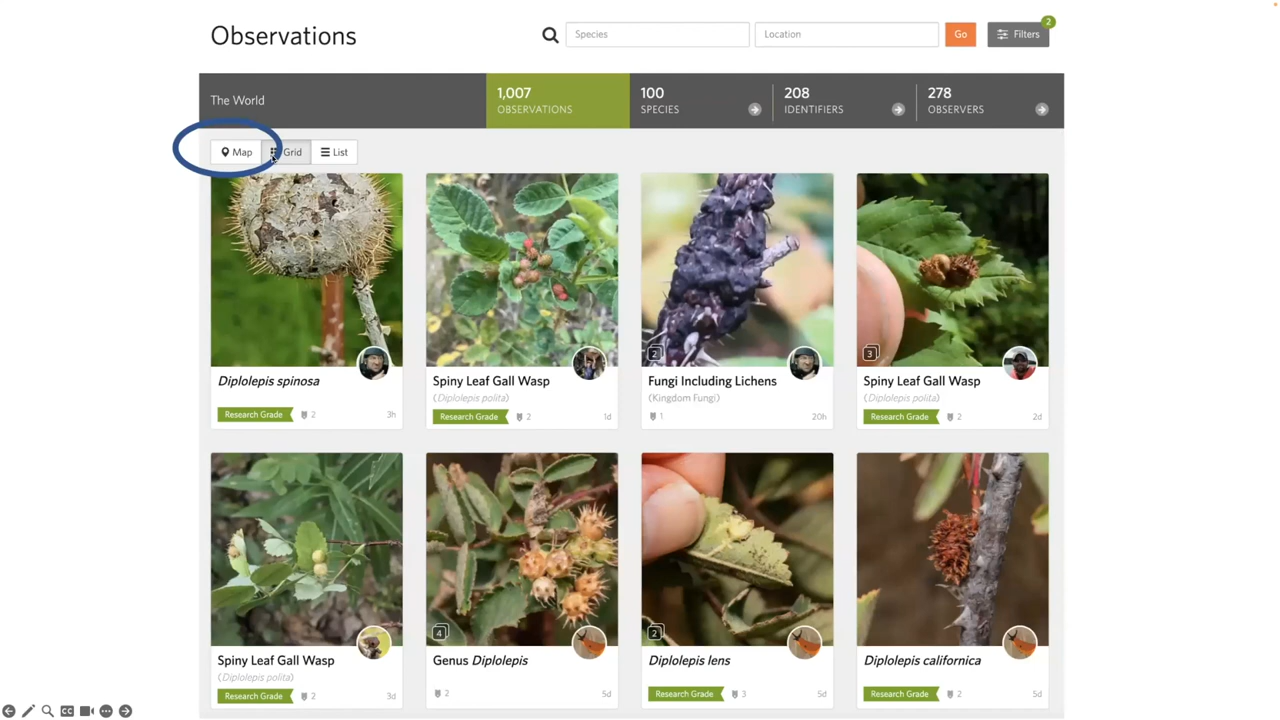 Observations
Species
Location
Go
Filters
2
The World
1,007
OBSERVATIONS
100
SPECIES
208
IDENTIFIERS
278
OBSERVERS
Map
Grid
List
Diplolepis spinosa
Research Grade 2 3h
Spiny Leaf Gall Wasp
(Diplolepis polita)
Research Grade 2 1d
2
Fungi Including Lichens
(Kingdom Fungi)
1 20h
3
Spiny Leaf Gall Wasp
(Diplolepis polita)
Research Grade 2 2d
Spiny Leaf Gall Wasp
(Diplolepis polita)
Research Grade 2 3d
4
Genus Diplolepis
2 5d
2
Diplolepis lens
Research Grade 3 5d
Diplolepis californica
Research Grade 2 5d
CC